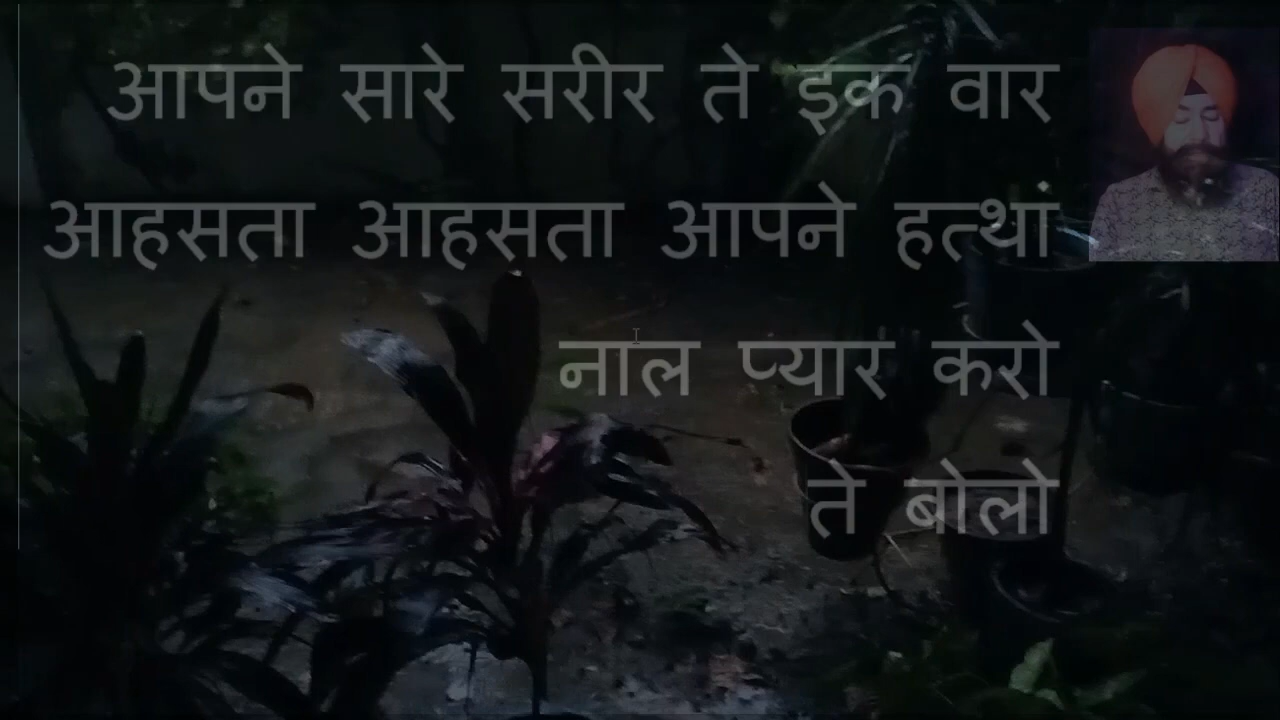 आपने सारे सरीर ते इक वार
आहसता आहसता आपने हत्थां
नाल प्यार करो
ते बोलो